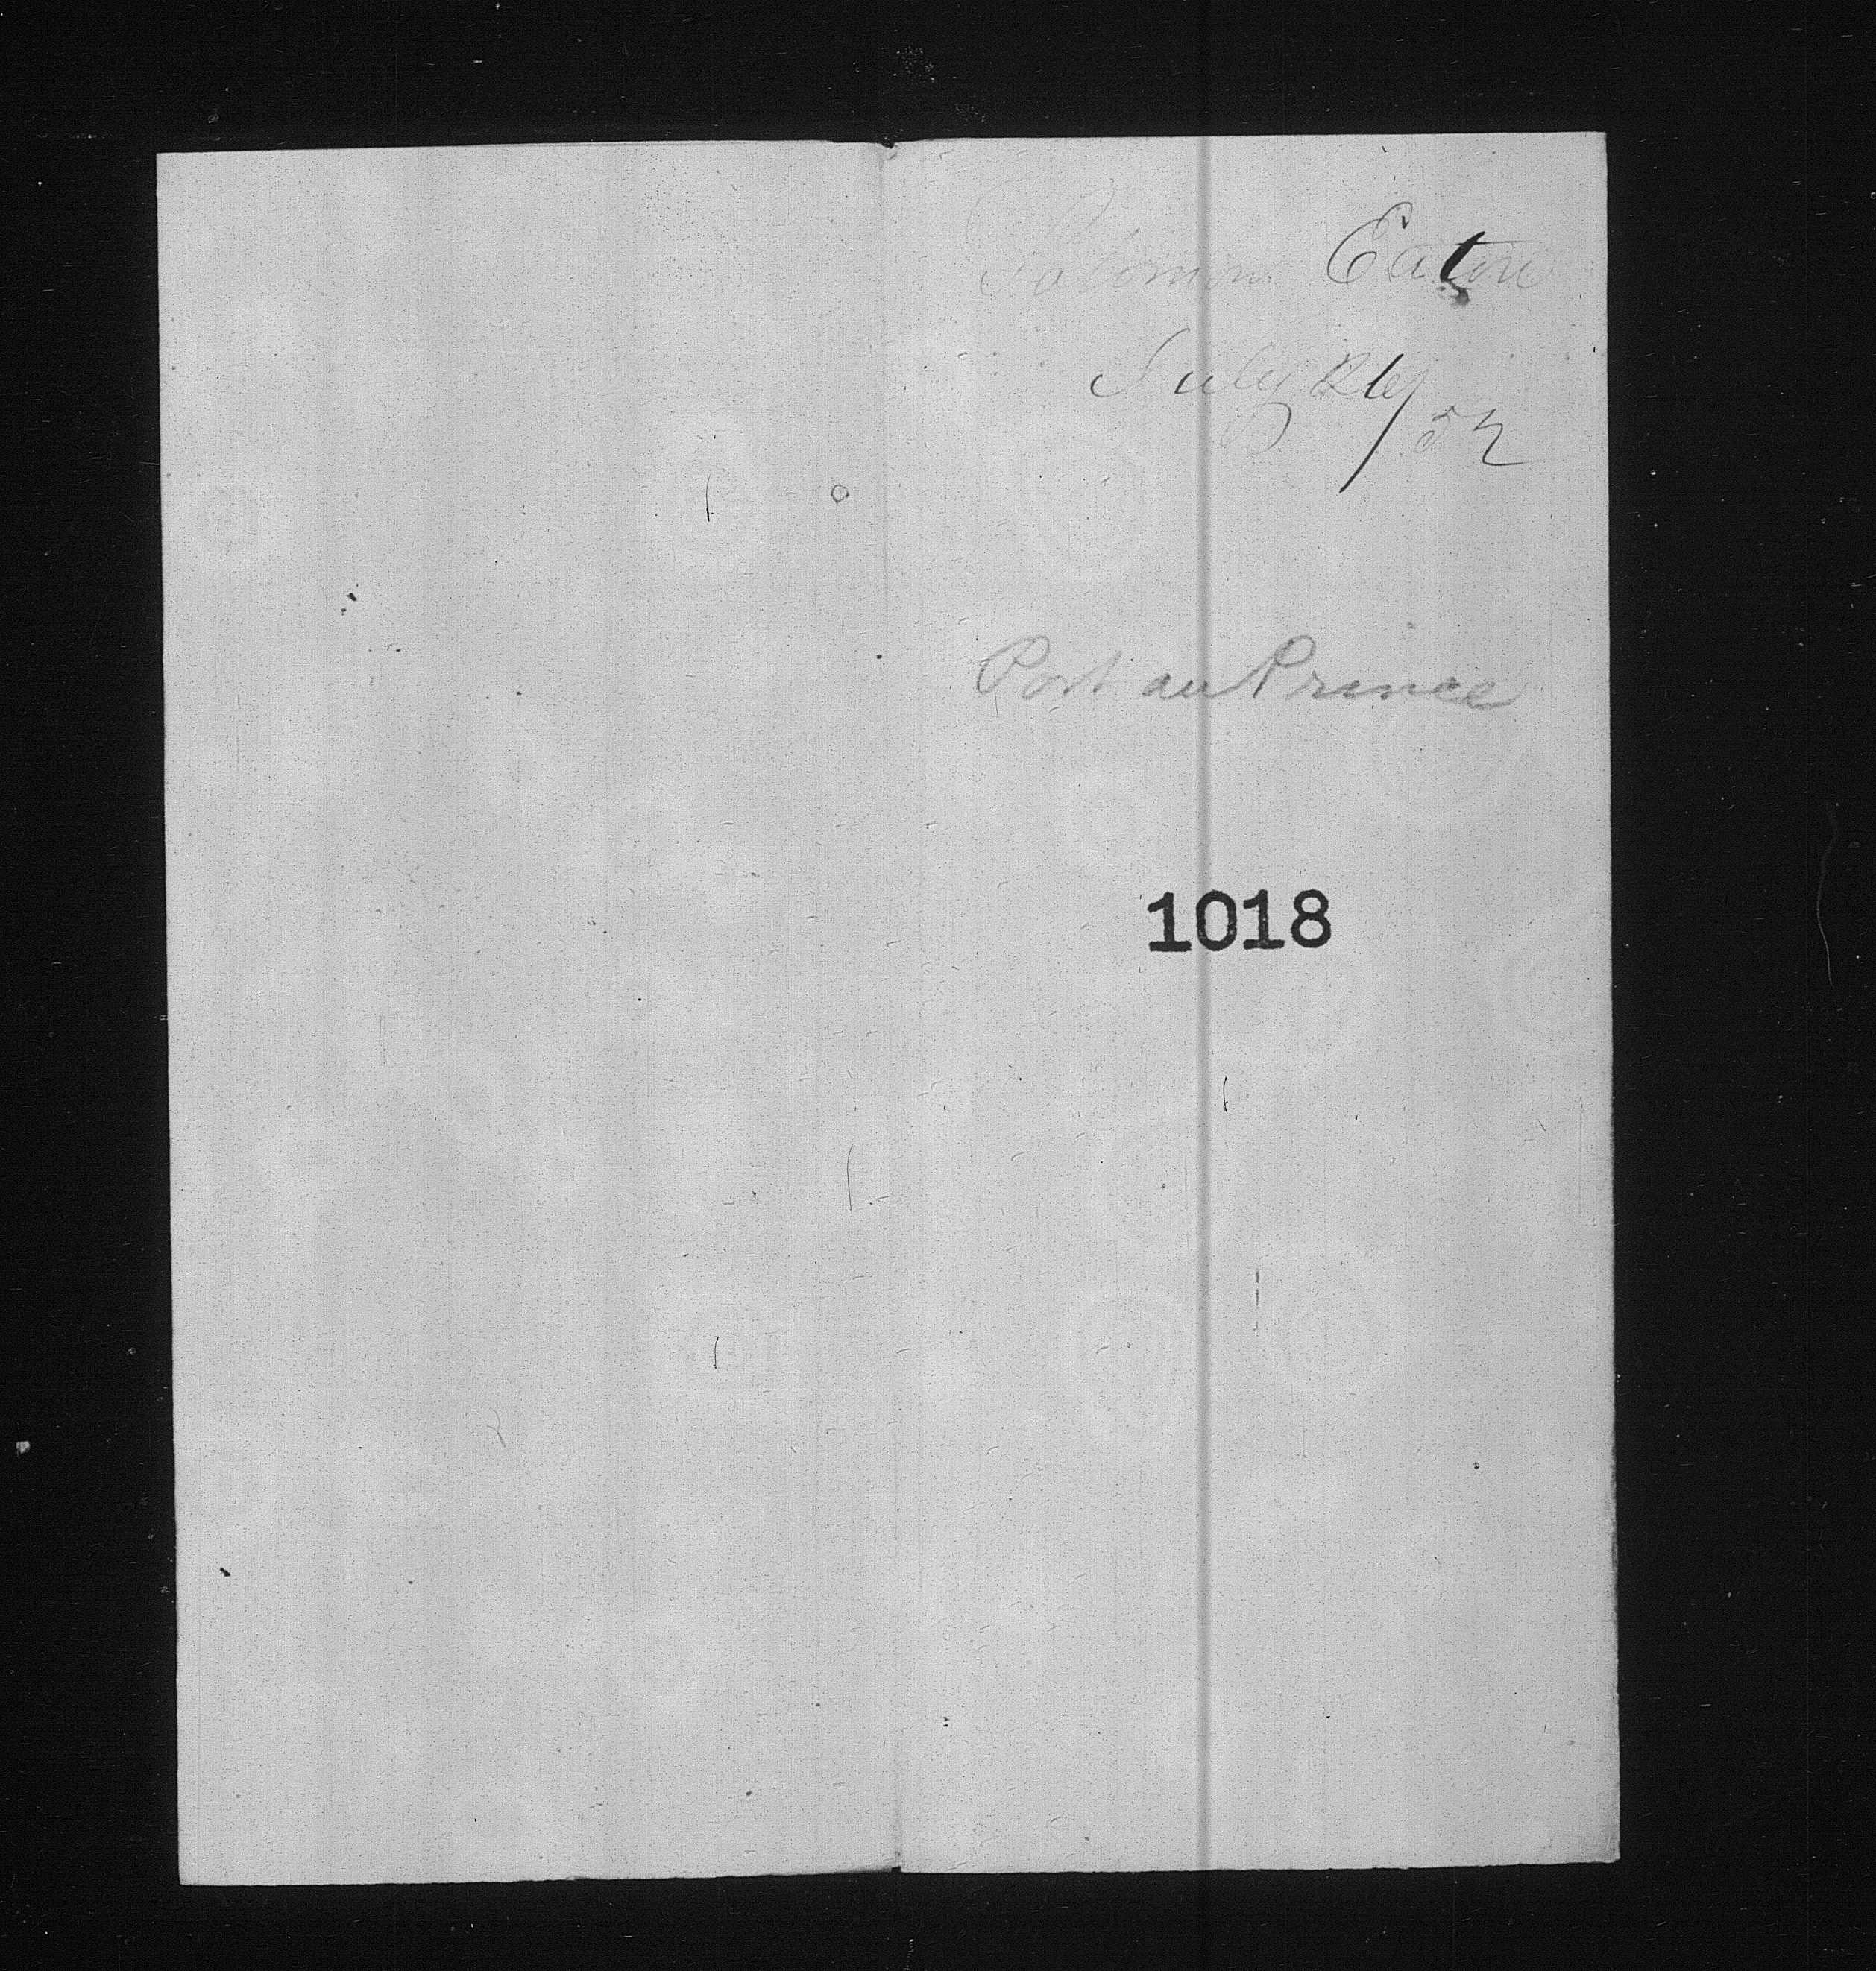 Solomon Eaton
July 26/52
Port au Prince
1018